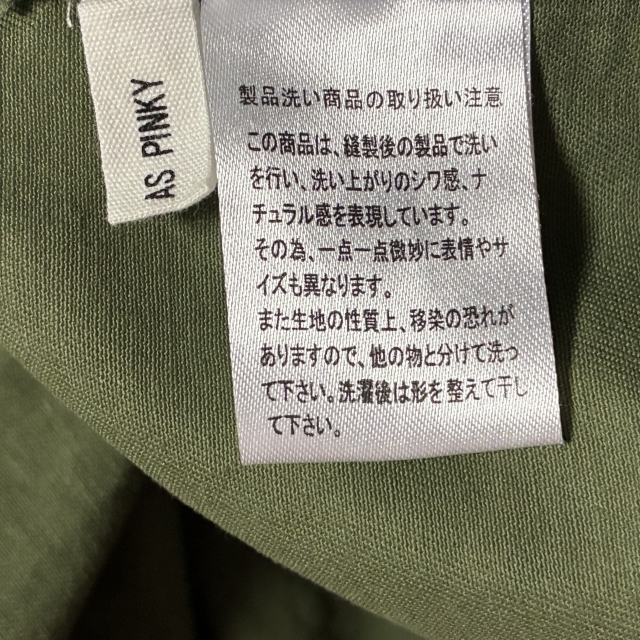 AS PINKY
製品洗い商品の取り扱い注意
この商品は、縫製後の製品で洗い
を行い、洗い上がりのシワ感、ナ
チュラル感を表現しています。
その為、一点一点微妙に表情やサ
イズも異なります。
また生地の性質上、移染の恐れが
ありますので、他の物と分けて洗っ
て下さい。洗濯後は形を整えて干し
て下さい。